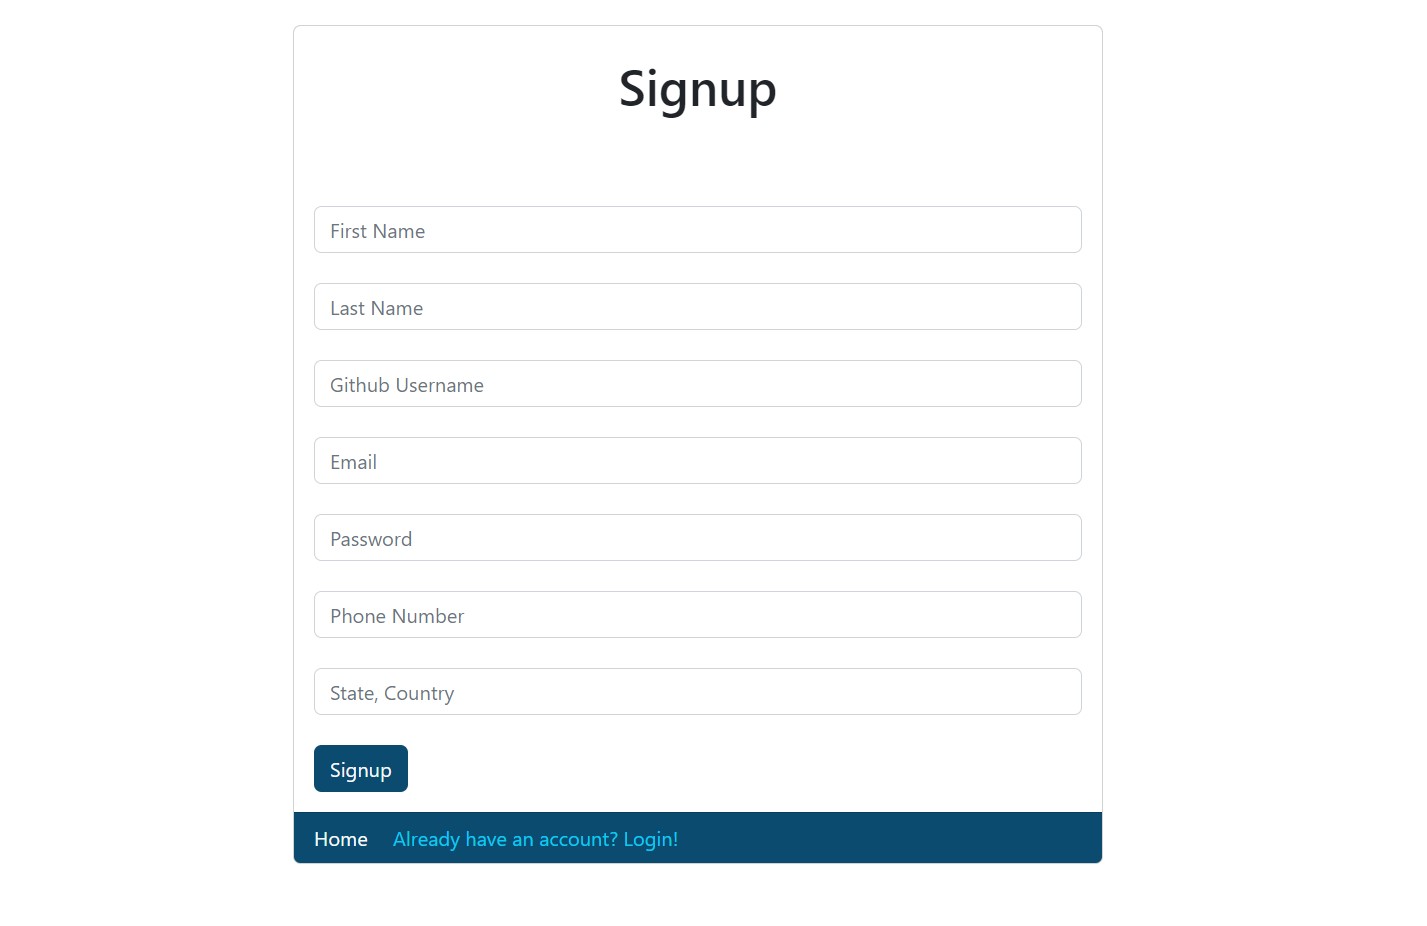 Signup
First Name
Last Name
Github Username
Email
Password
Phone Number
State, Country
Signup
Home Already have an account? Login!